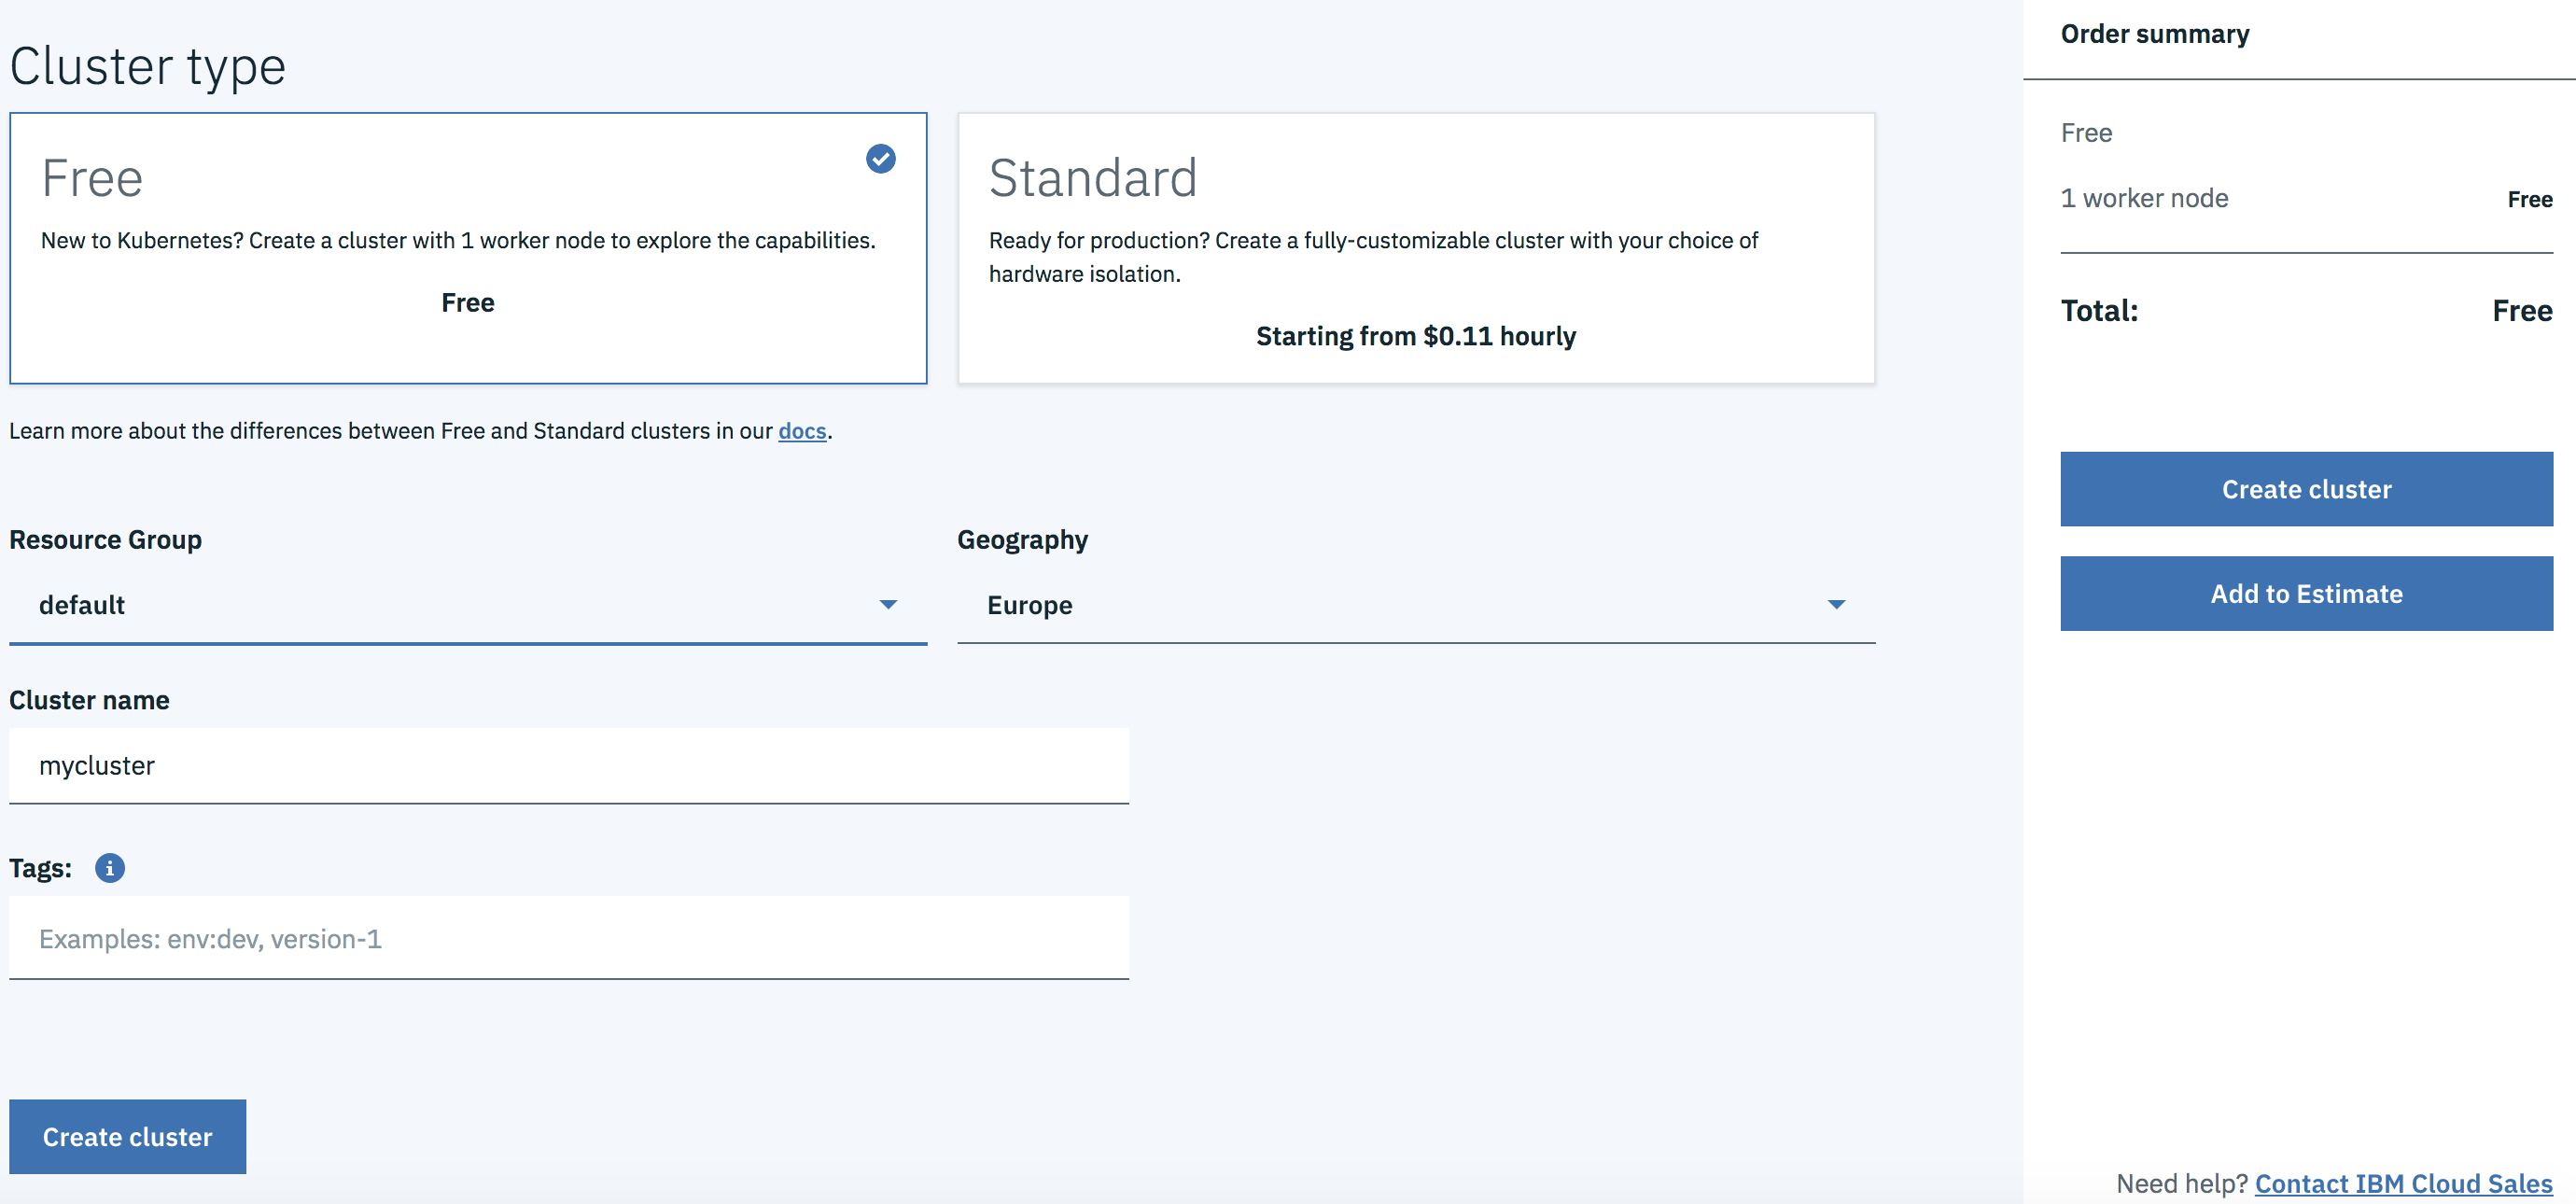 Cluster type
Free
New to Kubernetes? Create a cluster with 1 worker node to explore the capabilities.
Free
Standard
Ready for production? Create a fully-customizable cluster with your choice of
hardware isolation.
Starting from $0.11 hourly
Learn more about the differences between Free and Standard clusters in our docs.
Resource Group
default
Geography
Europe
Cluster name
mycluster
Tags:
Examples: env:dev, version-1
Create cluster
Order summary
Free
1 worker node Free
Total: Free
Create cluster
Add to Estimate
Need help? Contact IBM Cloud Sales